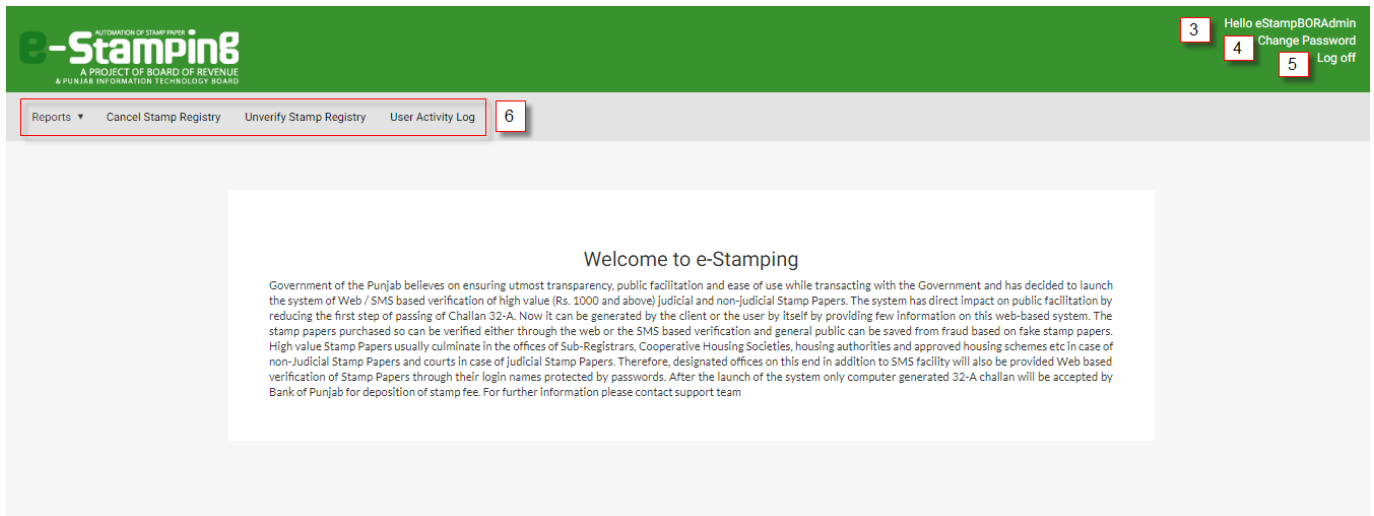 AUTOMATION OF STAMP PAPER
e-Stamping
A PROJECT OF BOARD OF REVENUE
& PUNJAB INFORMATION TECHNOLOGY BOARD
3 Hello eStampBORAdmin
4 Change Password
5 Log off
Reports ▼ Cancel Stamp Registry Unverify Stamp Registry User Activity Log 6
Welcome to e-Stamping
Government of the Punjab believes on ensuring utmost transparency, public facilitation and ease of use while transacting with the Government and has decided to launch
the system of Web / SMS based verification of high value (Rs. 1000 and above) judicial and non-judicial Stamp Papers. The system has direct impact on public facilitation by
reducing the first step of passing of Challan 32-A. Now it can be generated by the client or the user by itself by providing few information on this web-based system. The
stamp papers purchased so can be verified either through the web or the SMS based verification and general public can be saved from fraud based on fake stamp papers.
High value Stamp Papers usually culminate in the offices of Sub-Registrars, Cooperative Housing Societies, housing authorities and approved housing schemes etc in case of
non-Judicial Stamp Papers and courts in case of judicial Stamp Papers. Therefore, designated offices on this end in addition to SMS facility will also be provided Web based
verification of Stamp Papers through their login names protected by passwords. After the launch of the system only computer generated 32-A challan will be accepted by
Bank of Punjab for deposition of stamp fee. For further information please contact support team